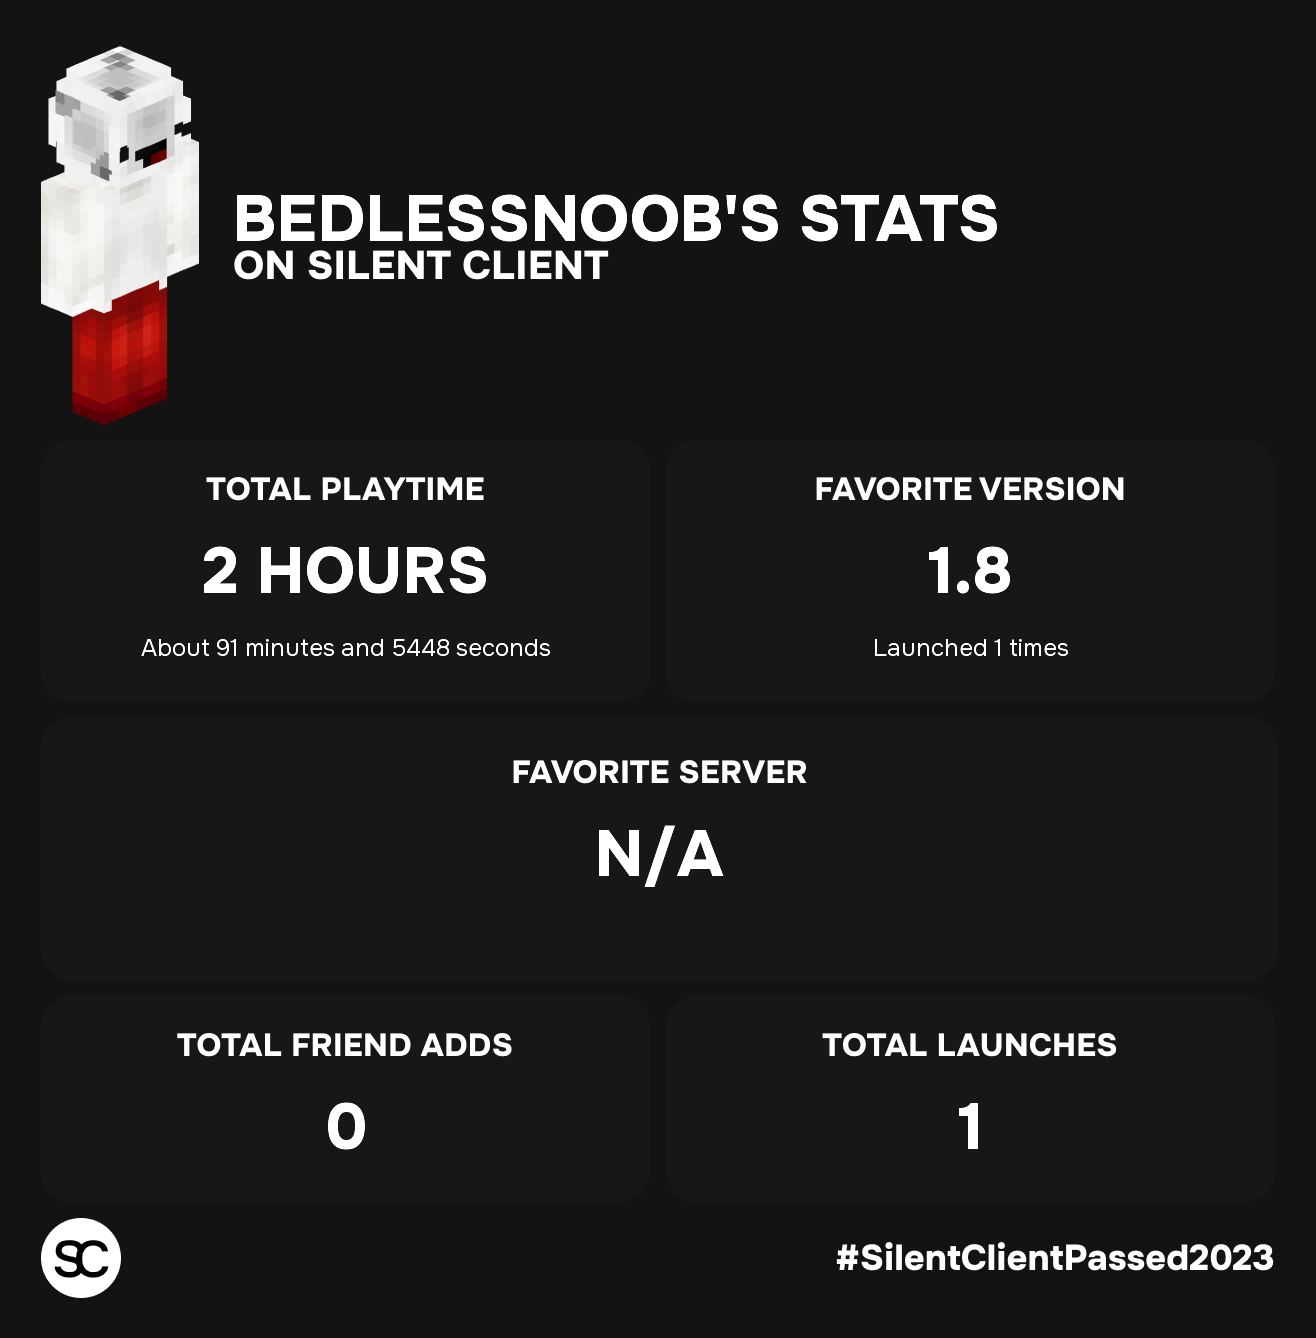 BEDLESSNOOB'S STATS
ON SILENT CLIENT
TOTAL PLAYTIME
2 HOURS
About 91 minutes and 5448 seconds
FAVORITE VERSION
1.8
Launched 1 times
FAVORITE SERVER
N/A
TOTAL FRIEND ADDS
0
TOTAL LAUNCHES
1
SC
#SilentClientPassed2023